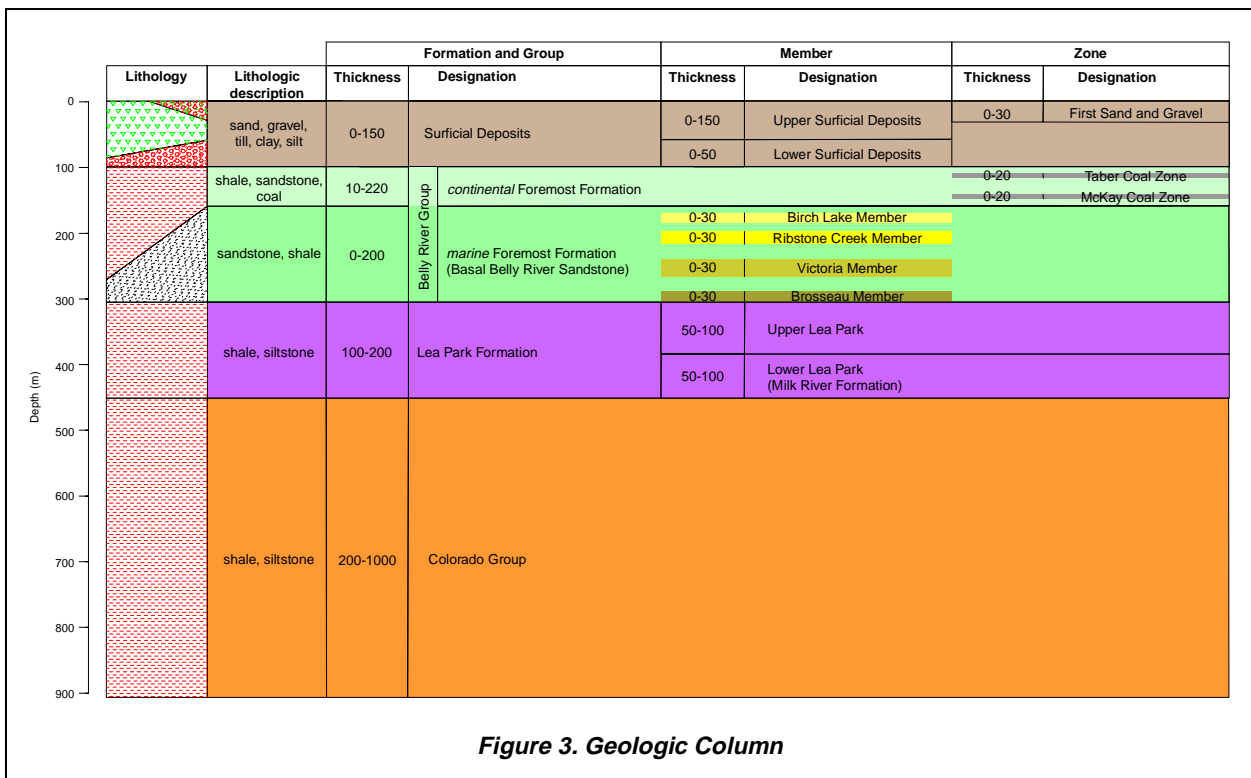 Formation and Group
Member
Zone
Lithology
Lithologic
description
Thickness
Designation
Thickness
Designation
Thickness
Designation
Depth (m)
0
100
200
300
400
500
600
700
800
900
sand, gravel,
till, clay, silt
0-150
Surficial Deposits
0-150
Upper Surficial Deposits
0-50
Lower Surficial Deposits
0-30
First Sand and Gravel
shale, sandstone,
coal
10-220
Belly River Group
continental Foremost Formation
0-20
Taber Coal Zone
0-20
McKay Coal Zone
sandstone, shale
0-200
marine Foremost Formation
(Basal Belly River Sandstone)
0-30
Birch Lake Member
0-30
Ribstone Creek Member
0-30
Victoria Member
0-30
Brosseau Member
shale, siltstone
100-200
Lea Park Formation
50-100
Upper Lea Park
50-100
Lower Lea Park
(Milk River Formation)
shale, siltstone
200-1000
Colorado Group
Figure 3. Geologic Column